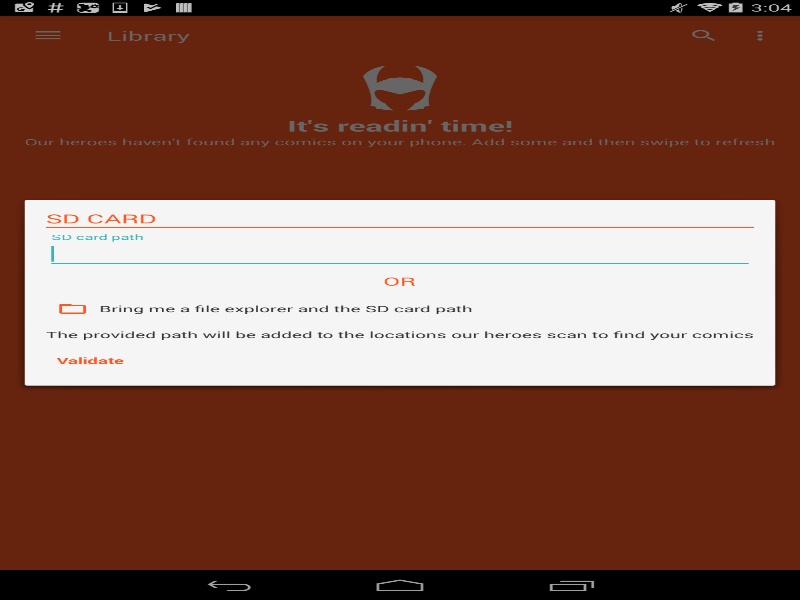 3:04
Library
It's readin' time!
Our heroes haven't found any comics on your phone. Add some and then swipe to refresh
SD CARD
SD card path
OR
Bring me a file explorer and the SD card path
The provided path will be added to the locations our heroes scan to find your comics
Validate